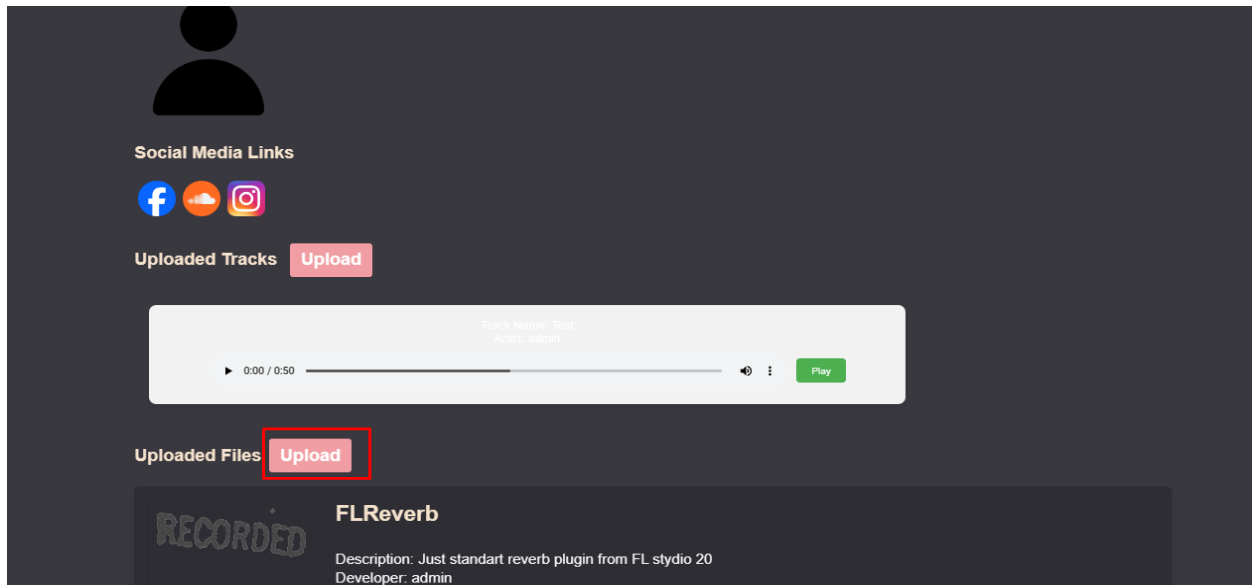 Social Media Links
Uploaded Tracks Upload
Track Name: Test
Artist: admin
0:00 / 0:50 Play
Uploaded Files Upload
RECORDED
FLReverb
Description: Just standart reverb plugin from FL stydio 20
Developer: admin